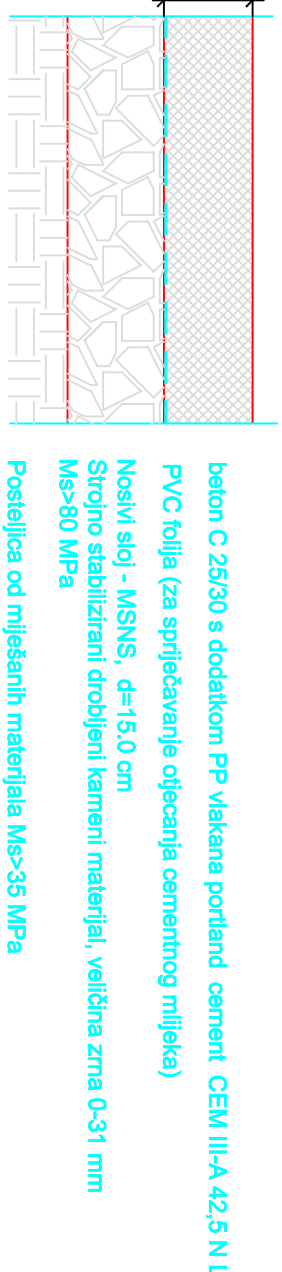 beton C 25/30 s dodatkom PP vlakana portland cement CEM III-A 42,5 N
PVC folija (za spriječavanje otjecanja cementnog mlijeka)
Nosivi sloj - MSNS, d=15.0 cm
Strojno stabilizirani drobljeni kameni materijal, veličina zrna 0-31 mm
Ms>80 MPa
Posteljica od miješanih materijala Ms>35 MPa